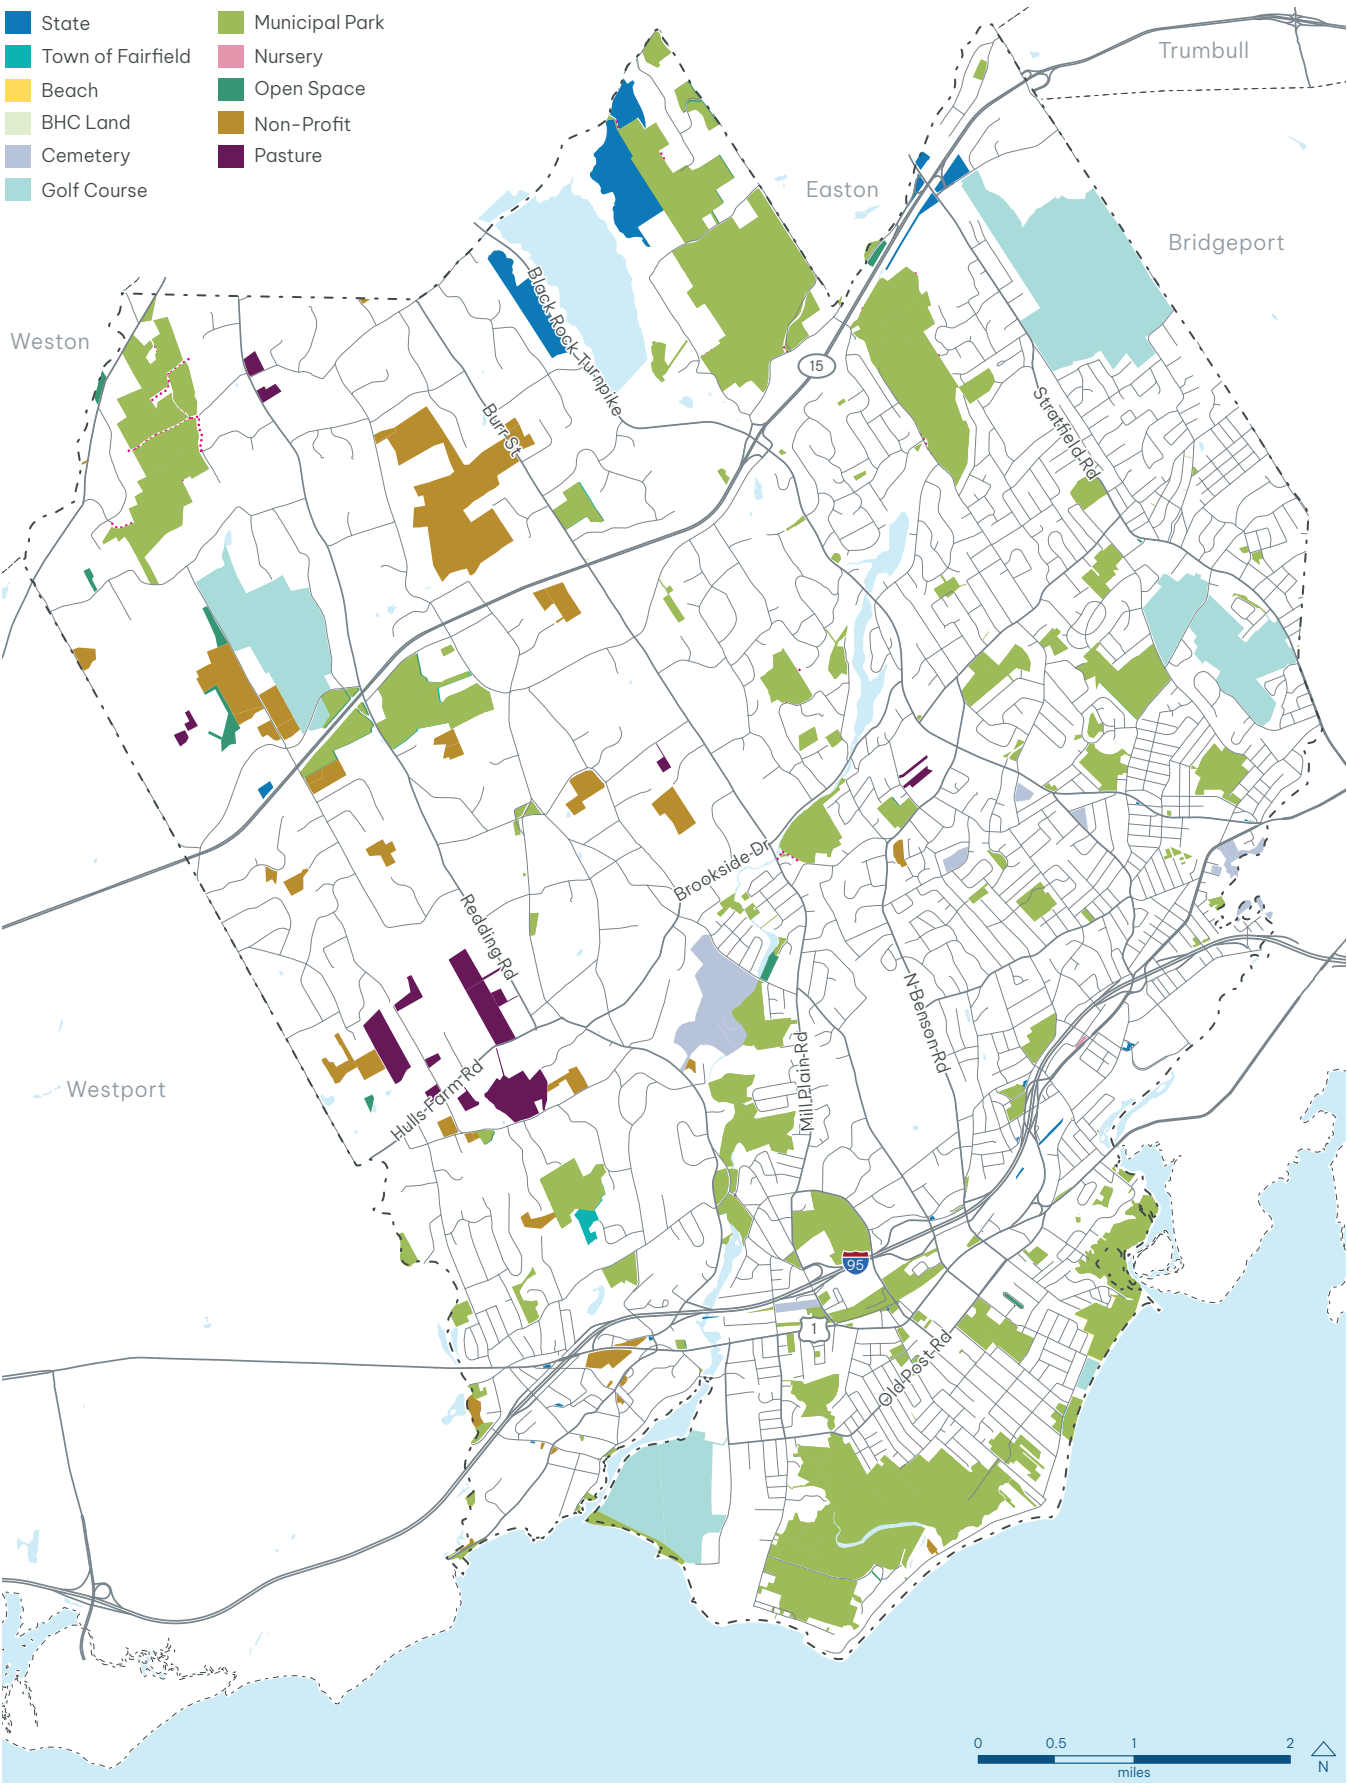 State
Town of Fairfield
Beach
BHC Land
Cemetery
Golf Course
Municipal Park
Nursery
Open Space
Non-Profit
Pasture
Trumbull
Easton
Bridgeport
Weston
Black Rock Turnpike
15
Burr St
Stratfield Rd
Brookside Dr
Redding Rd
N Benson Rd
Mill Plain Rd
Westport
Hulls Farm Rd
95
1
Old Post Rd
0 0.5 1 2
miles
N